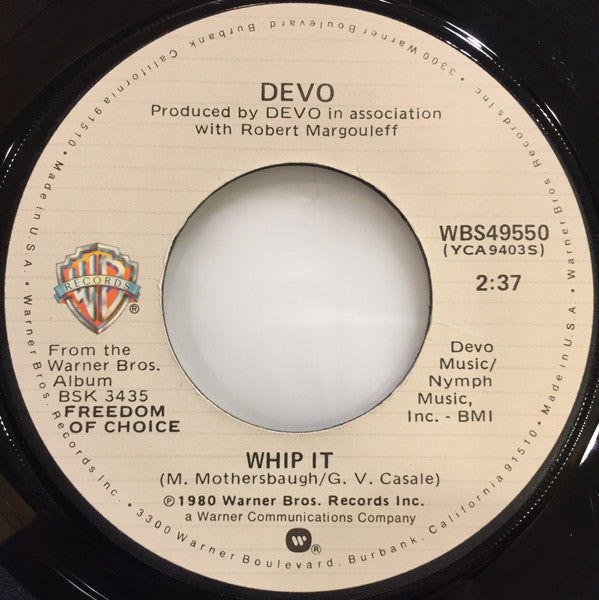 DEVO
Produced by DEVO in association
with Robert Margouleff
WBS49550
(YCA9403S)
2:37
WB
RECORDS
®
From the
Warner Bros.
Album
BSK 3435
FREEDOM
OF CHOICE
Devo
Music/
Nymph
Music,
Inc. - BMI
WHIP IT
(M. Mothersbaugh/G. V. Casale)
℗1980 Warner Bros. Records Inc.
a Warner Communications Company
W®
Made in U.S.A. • Warner Bros. Records Inc. • 3300 Warner Boulevard, Burbank, California 91510 •
Made in U.S.A. • Warner Bros. Records Inc. • 3300 Warner Boulevard, Burbank, California 91510 •